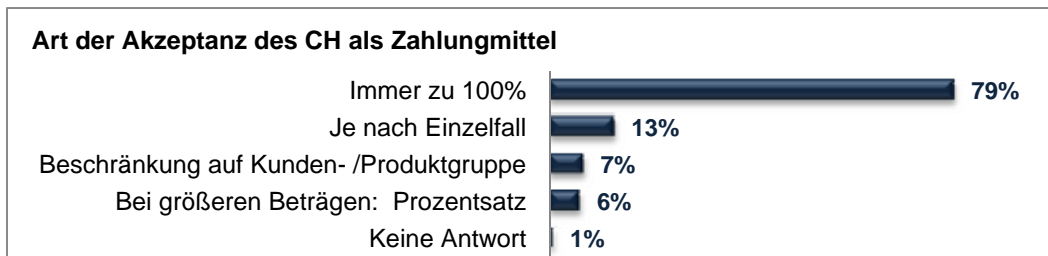 Art der Akzeptanz des CH als Zahlungmittel
Immer zu 100% 79%
Je nach Einzelfall 13%
Beschränkung auf Kunden- /Produktgruppe 7%
Bei größeren Beträgen: Prozentsatz 6%
Keine Antwort 1%